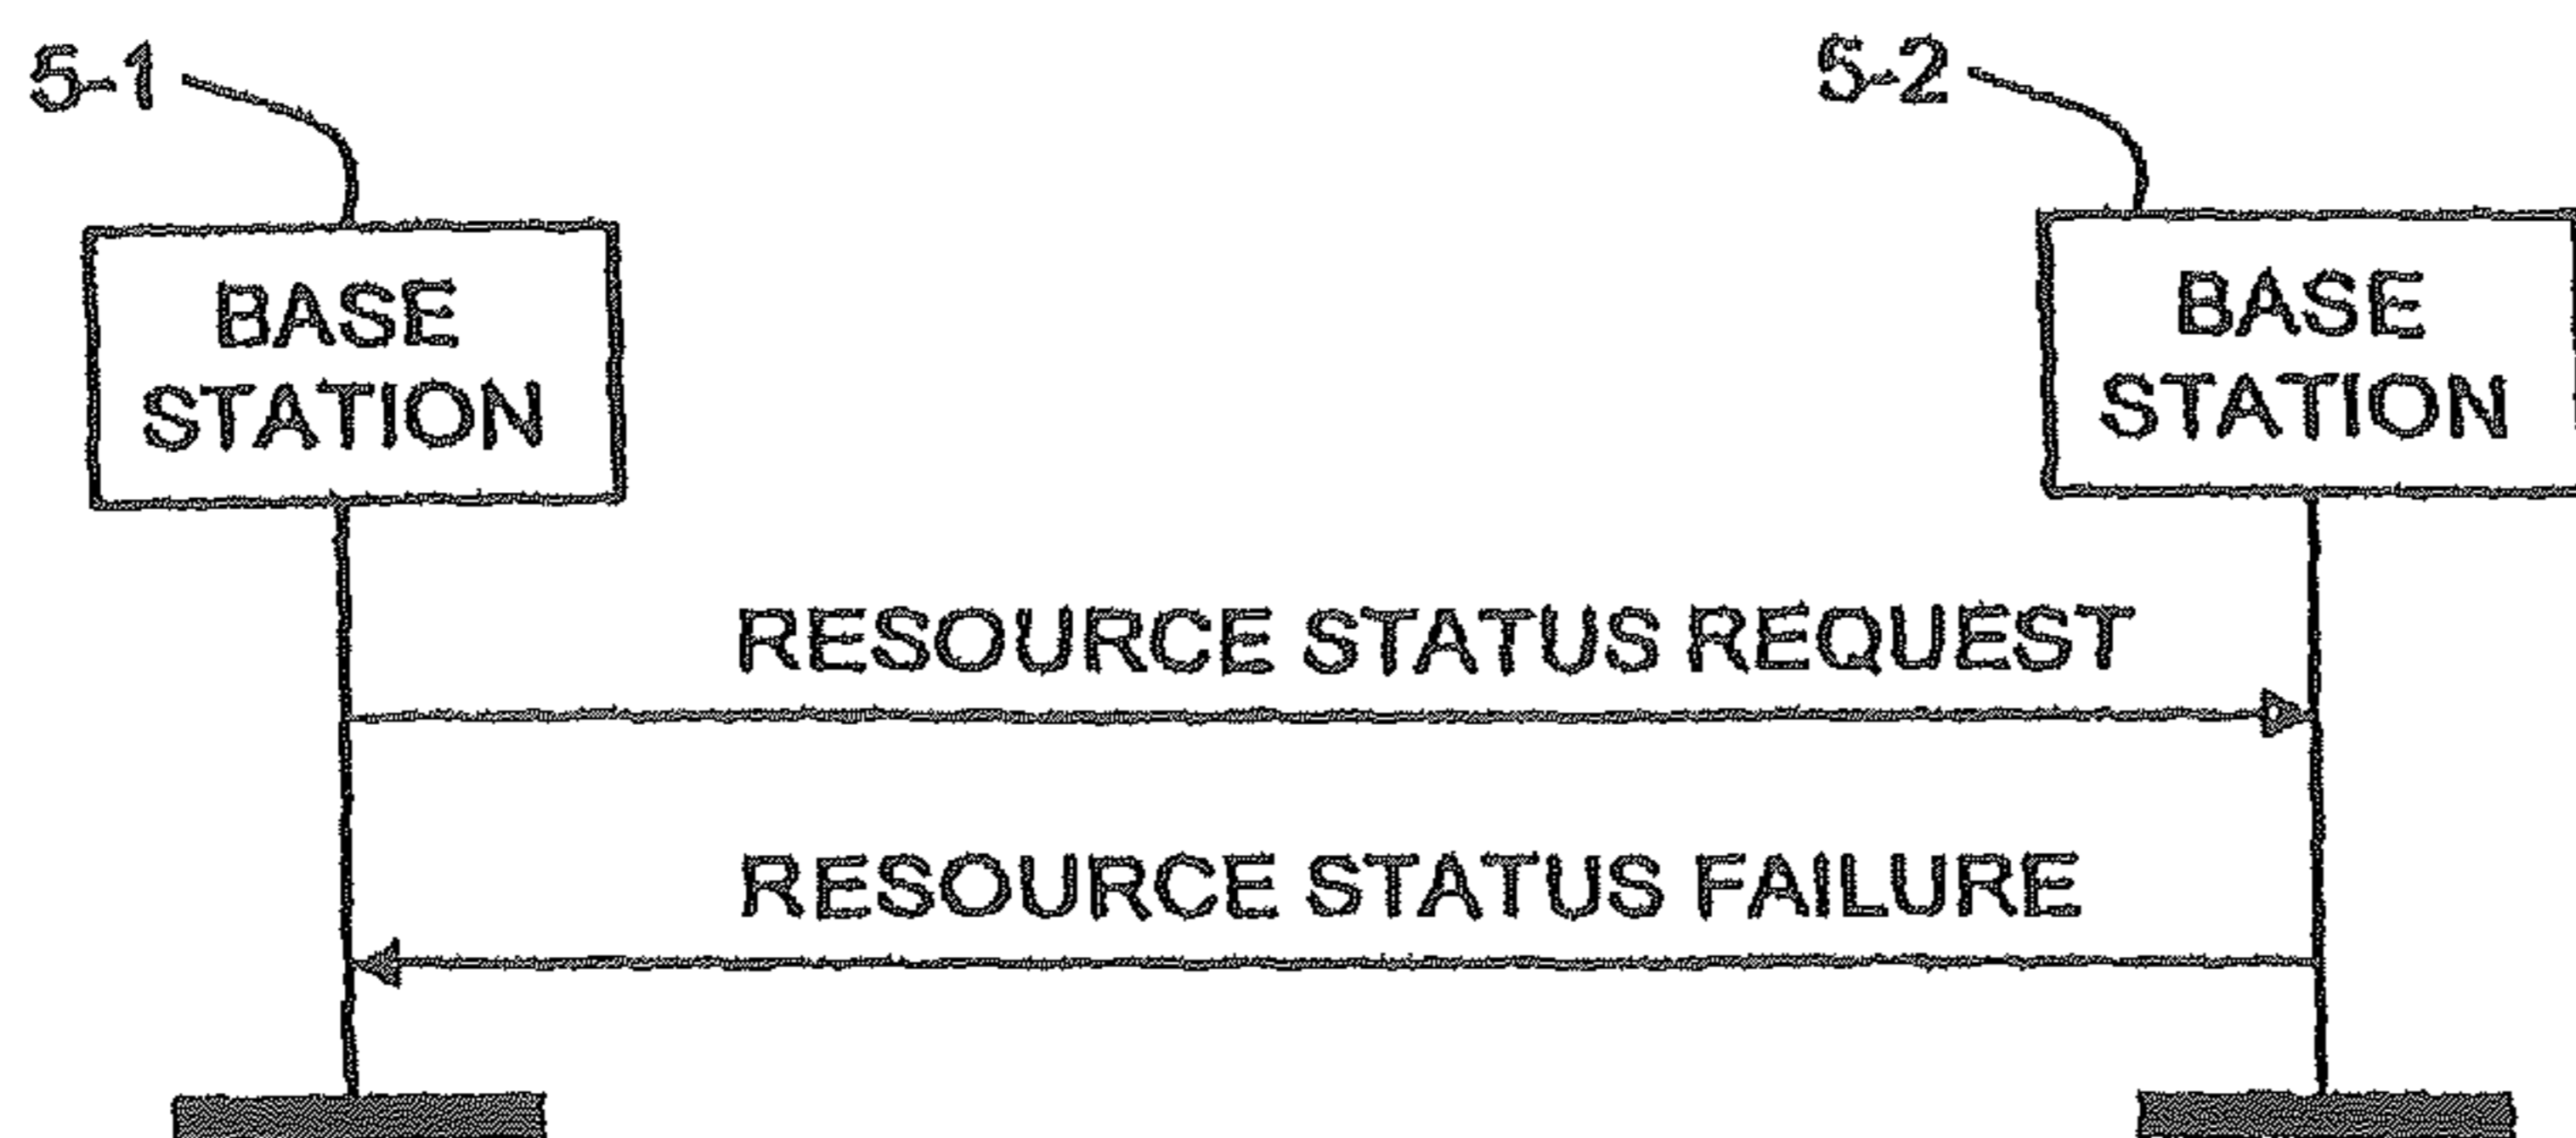 5-1
5-2
BASE
STATION
BASE
STATION
RESOURCE STATUS REQUEST
RESOURCE STATUS FAILURE